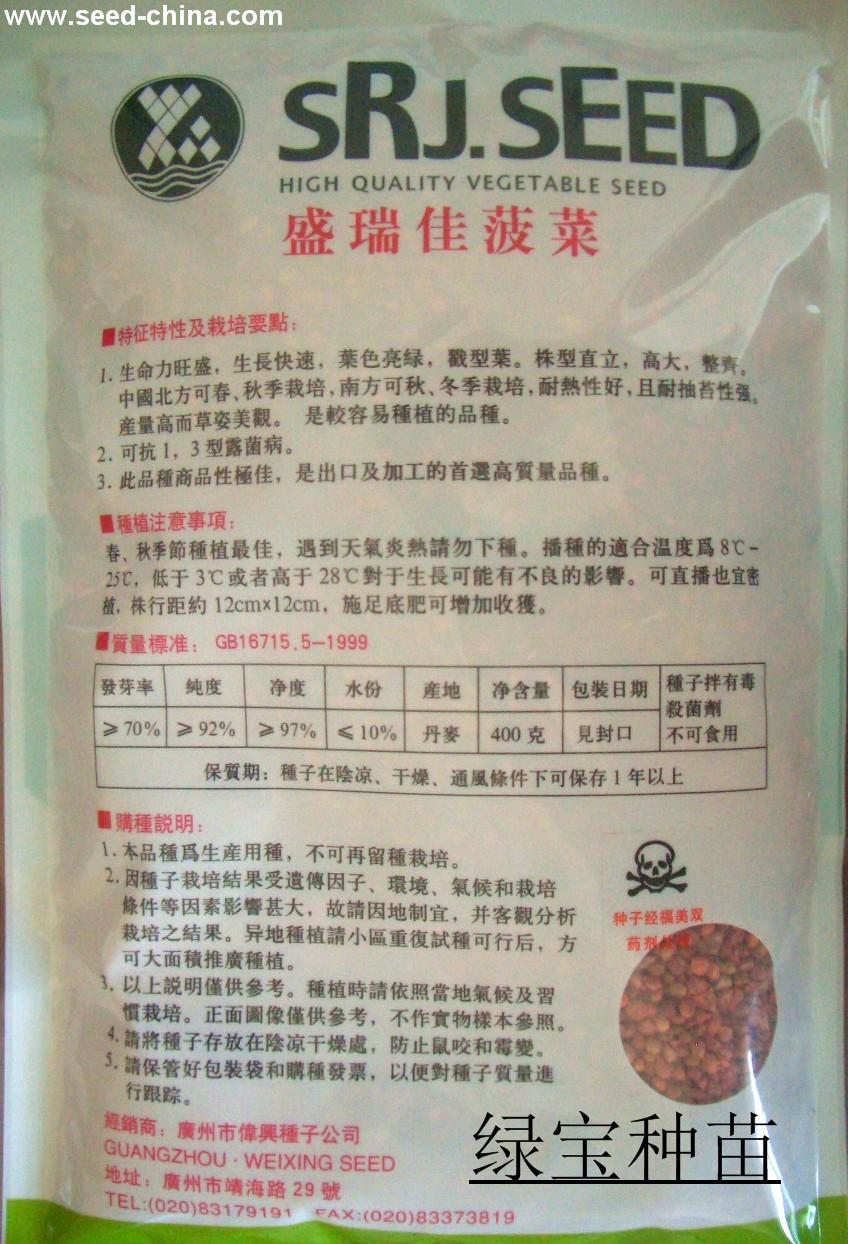 www.seed-china.com
SRJ.SEED
HIGH QUALITY VEGETABLE SEED
盛瑞佳菠菜
■特征特性及栽培要點:
1. 生命力旺盛，生長快速，葉色亮緑，戳型葉。株型直立，高大，整齊。
中國北方可春、秋季栽培，南方可秋、冬季栽培，耐熱性好，且耐抽苔性强。
産量高而草姿美觀。 是較容易種植的品種。
2. 可抗1，3型露菌病。
3. 此品種商品性極佳，是出口及加工的首選高質量品種。
■種植注意事項:
春、秋季節種植最佳，遇到天氣炎熱請勿下種。播種的適合温度爲8℃-
25℃，低于3℃或者高于28℃對于生長可能有不良的影響。可直播也宜密
植，株行距約12cm×12cm，施足底肥可增加收獲。
■質量標准: GB16715.5—1999
發芽率 純度 净度 水份 産地 净含量 包裝日期 種子拌有毒
殺菌劑
不可食用
≥70% ≥92% ≥97% ≤10% 丹麥 400克 見封口
保質期: 種子在陰凉、干燥、通風條件下可保存1年以上
■購種説明:
1. 本品種爲生産用種，不可再留種栽培。
2. 因種子栽培結果受遺傳因子、環境、氣候和栽培
條件等因素影響甚大，故請因地制宜，并客觀分析
栽培之結果。异地種植請小區重復試種可行后，方
可大面積推廣種植。
3. 以上説明僅供參考。種植時請依照當地氣候及習
慣栽培。正面圖像僅供參考，不作實物樣本參照。
4. 請將種子存放在陰凉干燥處，防止鼠咬和霉變。
5. 請保管好包裝袋和購種發票，以便對種子質量進
行跟踪。
种子经福美双
药剂
經銷商: 廣州市偉興種子公司
GUANGZHOU · WEIXING SEED
地址: 廣州市靖海路29號
TEL:(020)83179191 FAX:(020)83373819
绿宝种苗